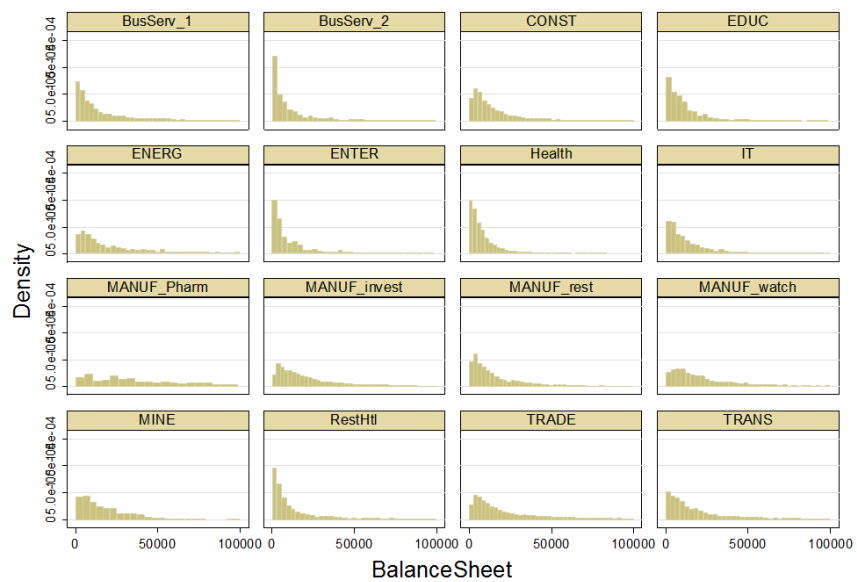 BusServ_1 BusServ_2 CONST EDUC
ENERG ENTER Health IT
Density
MANUF_Pharm MANUF_invest MANUF_rest MANUF_watch
MINE RestHtl TRADE TRANS
0 50000 100000 0 50000 100000 0 50000 100000 0 50000 100000
BalanceSheet